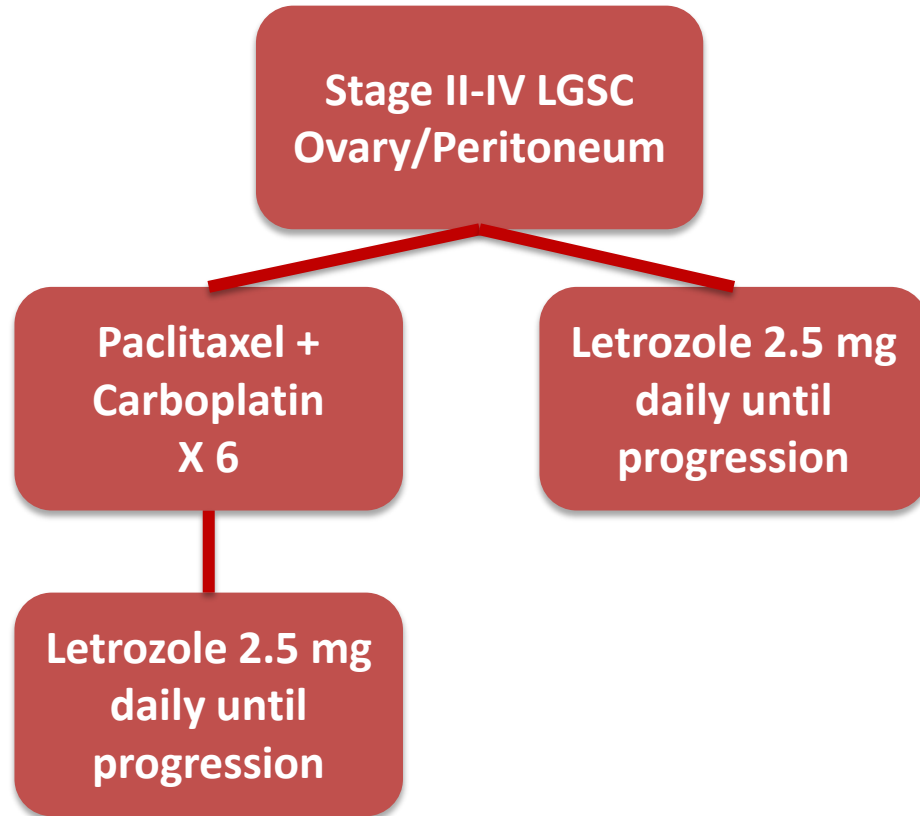 Stage II-IV LGSC
Ovary/Peritoneum
Paclitaxel +
Carboplatin
X 6
Letrozole 2.5 mg
daily until
progression
Letrozole 2.5 mg
daily until
progression